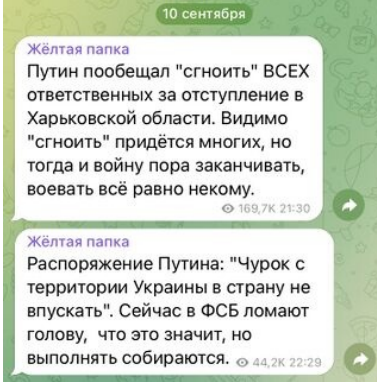 10 сентября
Жёлтая папка
Путин пообещал "сгноить" ВСЕХ
ответственных за отступление в
Харьковской области. Видимо
"сгноить" придётся многих, но
тогда и войну пора заканчивать,
воевать всё равно некому.
169,7K 21:30
Жёлтая папка
Распоряжение Путина: "Чурок с
территории Украины в страну не
впускать". Сейчас в ФСБ ломают
голову, что это значит, но
выполнять собираются. 44,2K 22:29